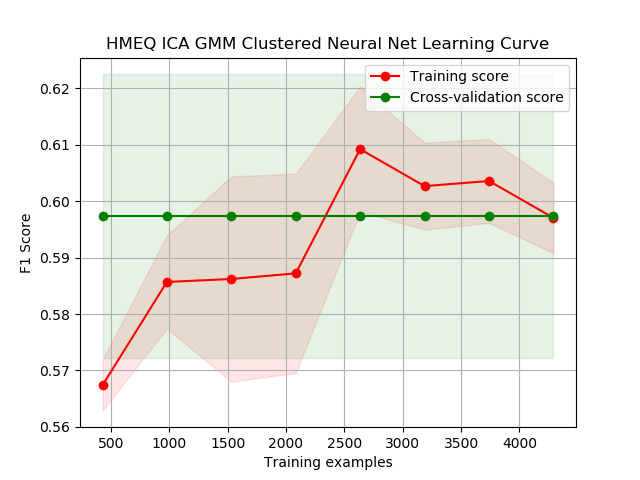 HMEQ ICA GMM Clustered Neural Net Learning Curve
Training score
Cross-validation score
F1 Score
0.62
0.61
0.60
0.59
0.58
0.57
0.56
500 1000 1500 2000 2500 3000 3500 4000
Training examples